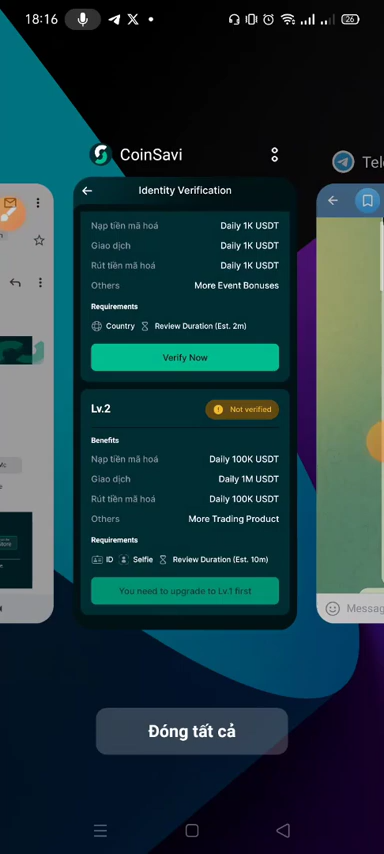 18:16
26
CoinSavi
Identity Verification
Nạp tiền mã hoá Daily 1K USDT
Giao dịch Daily 1K USDT
Rút tiền mã hoá Daily 1K USDT
Others More Event Bonuses
Requirements
Country Review Duration (Est. 2m)
Verify Now
Lv.2 Not verified
Benefits
Nạp tiền mã hoá Daily 100K USDT
Giao dịch Daily 1M USDT
Rút tiền mã hoá Daily 100K USDT
Others More Trading Product
Requirements
ID Selfie Review Duration (Est. 10m)
You need to upgrade to Lv.1 first
Tele
Messag
Đóng tất cả